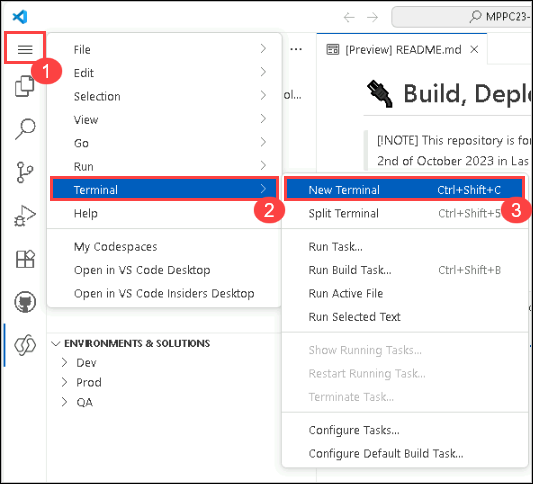 MPPC23-
1
File
Edit
Selection
View
Go
Run
Terminal
2
Help
My Codespaces
Open in VS Code Desktop
Open in VS Code Insiders Desktop
...
ol...
[Preview] README.md
Build, Deplo
[!NOTE] This repository is for
2nd of October 2023 in Las
New Terminal Ctrl+Shift+C
3
Split Terminal Ctrl+Shift+5
Run Task...
Run Build Task... Ctrl+Shift+B
Run Active File
Run Selected Text
Show Running Tasks...
Restart Running Task...
Terminate Task...
Configure Tasks...
Configure Default Build Task...
ENVIRONMENTS & SOLUTIONS
Dev
Prod
QA